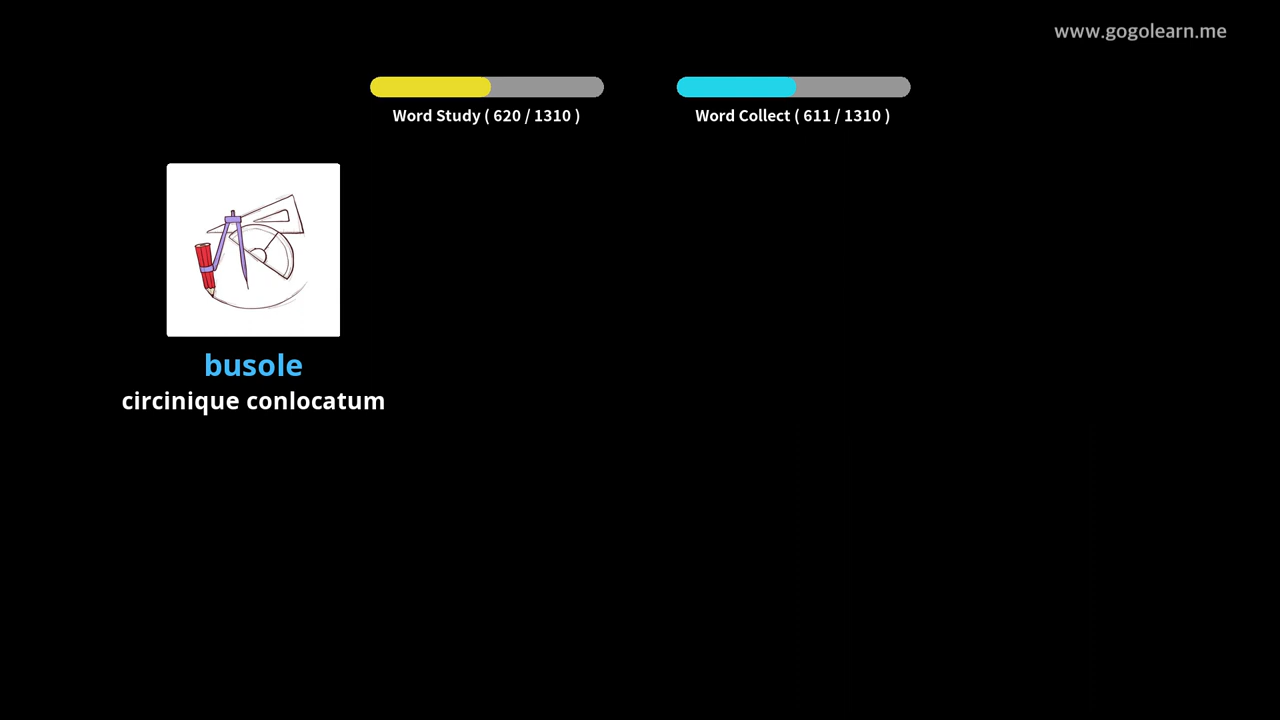 www.gogolearn.me
Word Study ( 620 / 1310 )
Word Collect ( 611 / 1310 )
busole
circinique conlocatum